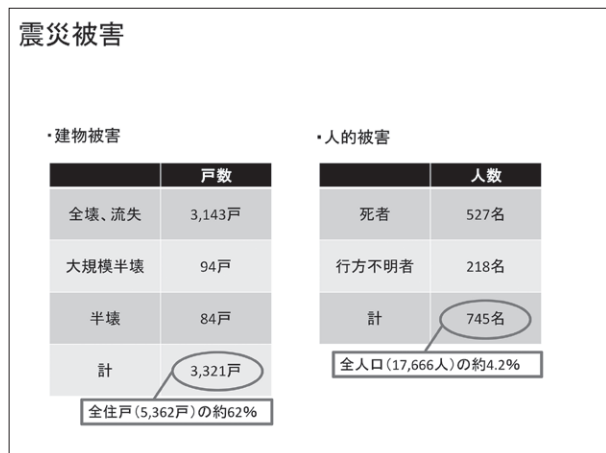 震災被害
・建物被害
戸数
全壊、流失 3,143戸
大規模半壊 94戸
半壊 84戸
計 3,321戸
全住戸(5,362戸)の約62%
・人的被害
人数
死者 527名
行方不明者 218名
計 745名
全人口(17,666人)の約4.2%